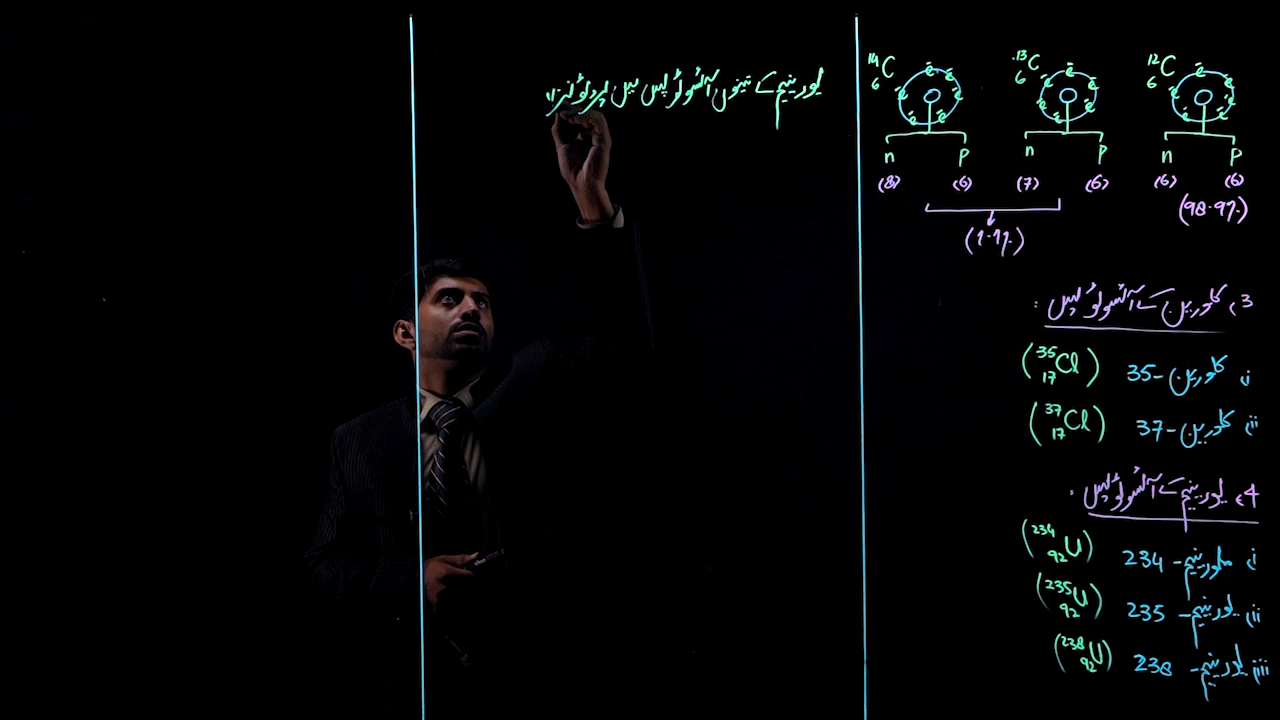 ¹²₆C ¹³₆C ¹⁴₆C
e e e e e e
e e e e e e
e e e e e e
n p n p n p
(6) (6) (7) (6) (8) (6)
(98.9%)
(1.1%)
3) کلورین کے آئسوٹوپس :
i) کلورین-35 (³⁵₁₇Cl)
ii) کلورین-37 (³⁷₁₇Cl)
4) یورینیم کے آئسوٹوپس :
i) یورینیم-234 (²³⁴₉₂U)
ii) یورینیم-235 (²³⁵₉₂U)
iii) یورینیم-238 (²³⁸₉₂U)
یورینیم کے تینوں آئسوٹوپس میں پروٹونز